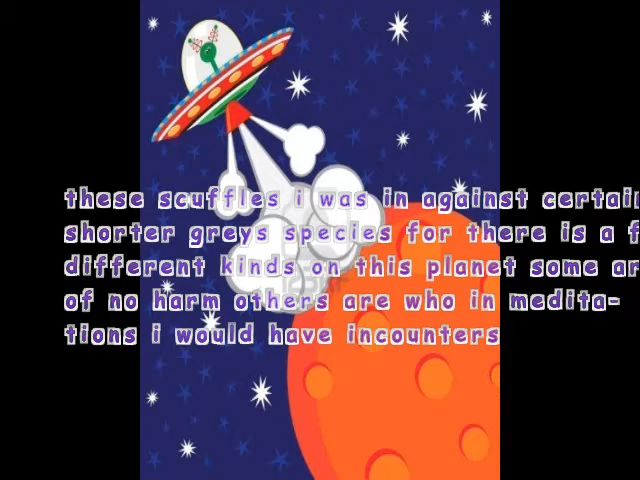 these scuffles i was in against certain
shorter greys species for there is a f
different kinds on this planet some ar
of no harm others are who in medita-
tions i would have incounters